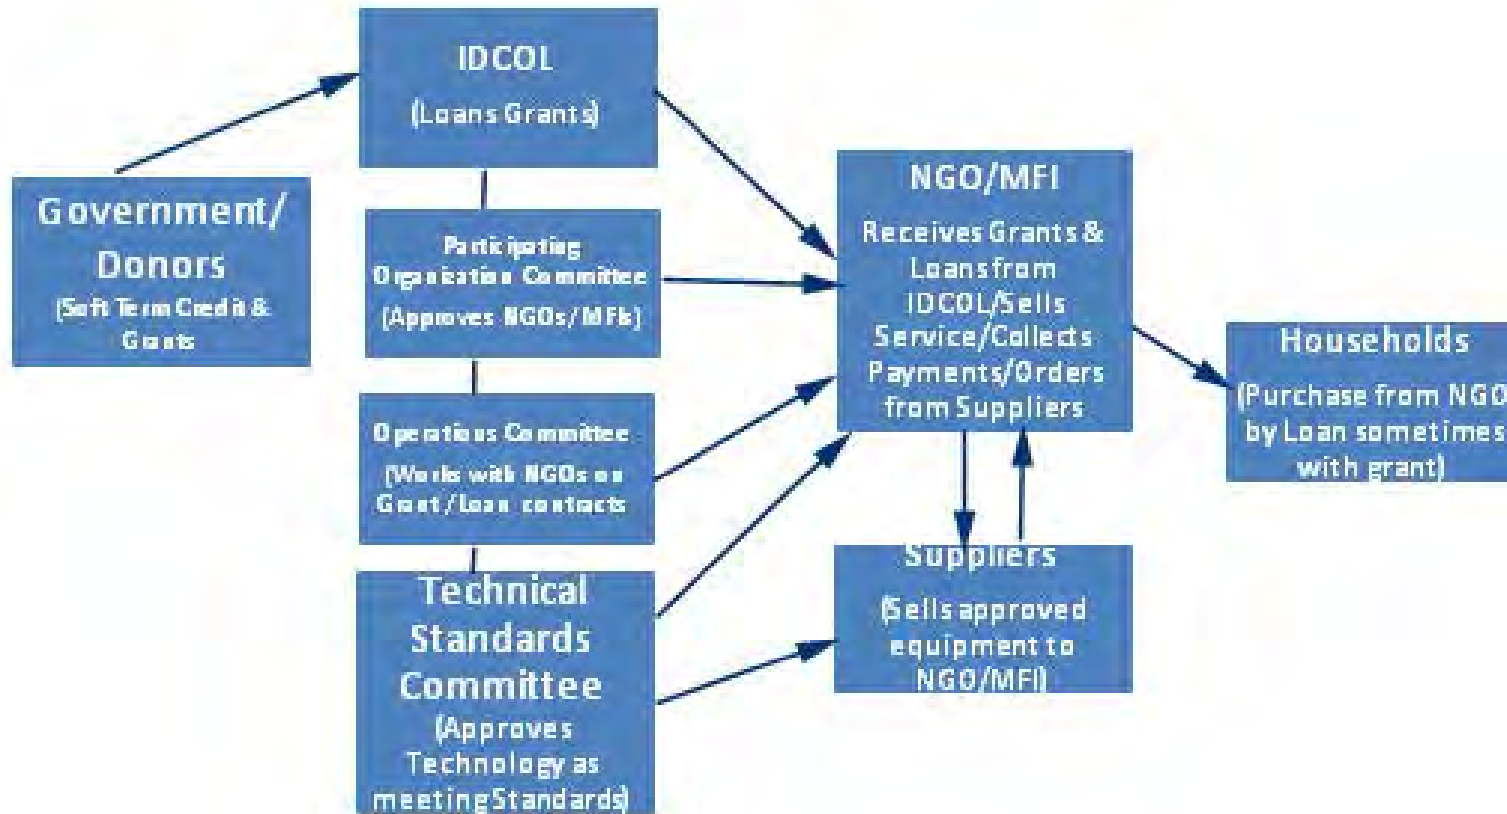 IDCOL
(Loans Grants)
Government/
Donors
(Soft Term Credit &
Grants
Participating
Organization Committee
(Approves NGOs/MFIs)
Operations Committee
(Works with NGOs on
Grant/Loan contracts
Technical
Standards
Committee
(Approves
Technology as
meeting Standards)
NGO/MFI
Receives Grants &
Loans from
IDCOL/Sells
Service/Collects
Payments/Orders
from Suppliers
Suppliers
(Sells approved
equipment to
NGO/MFI)
Households
(Purchase from NGO
by Loan sometimes
with grant)